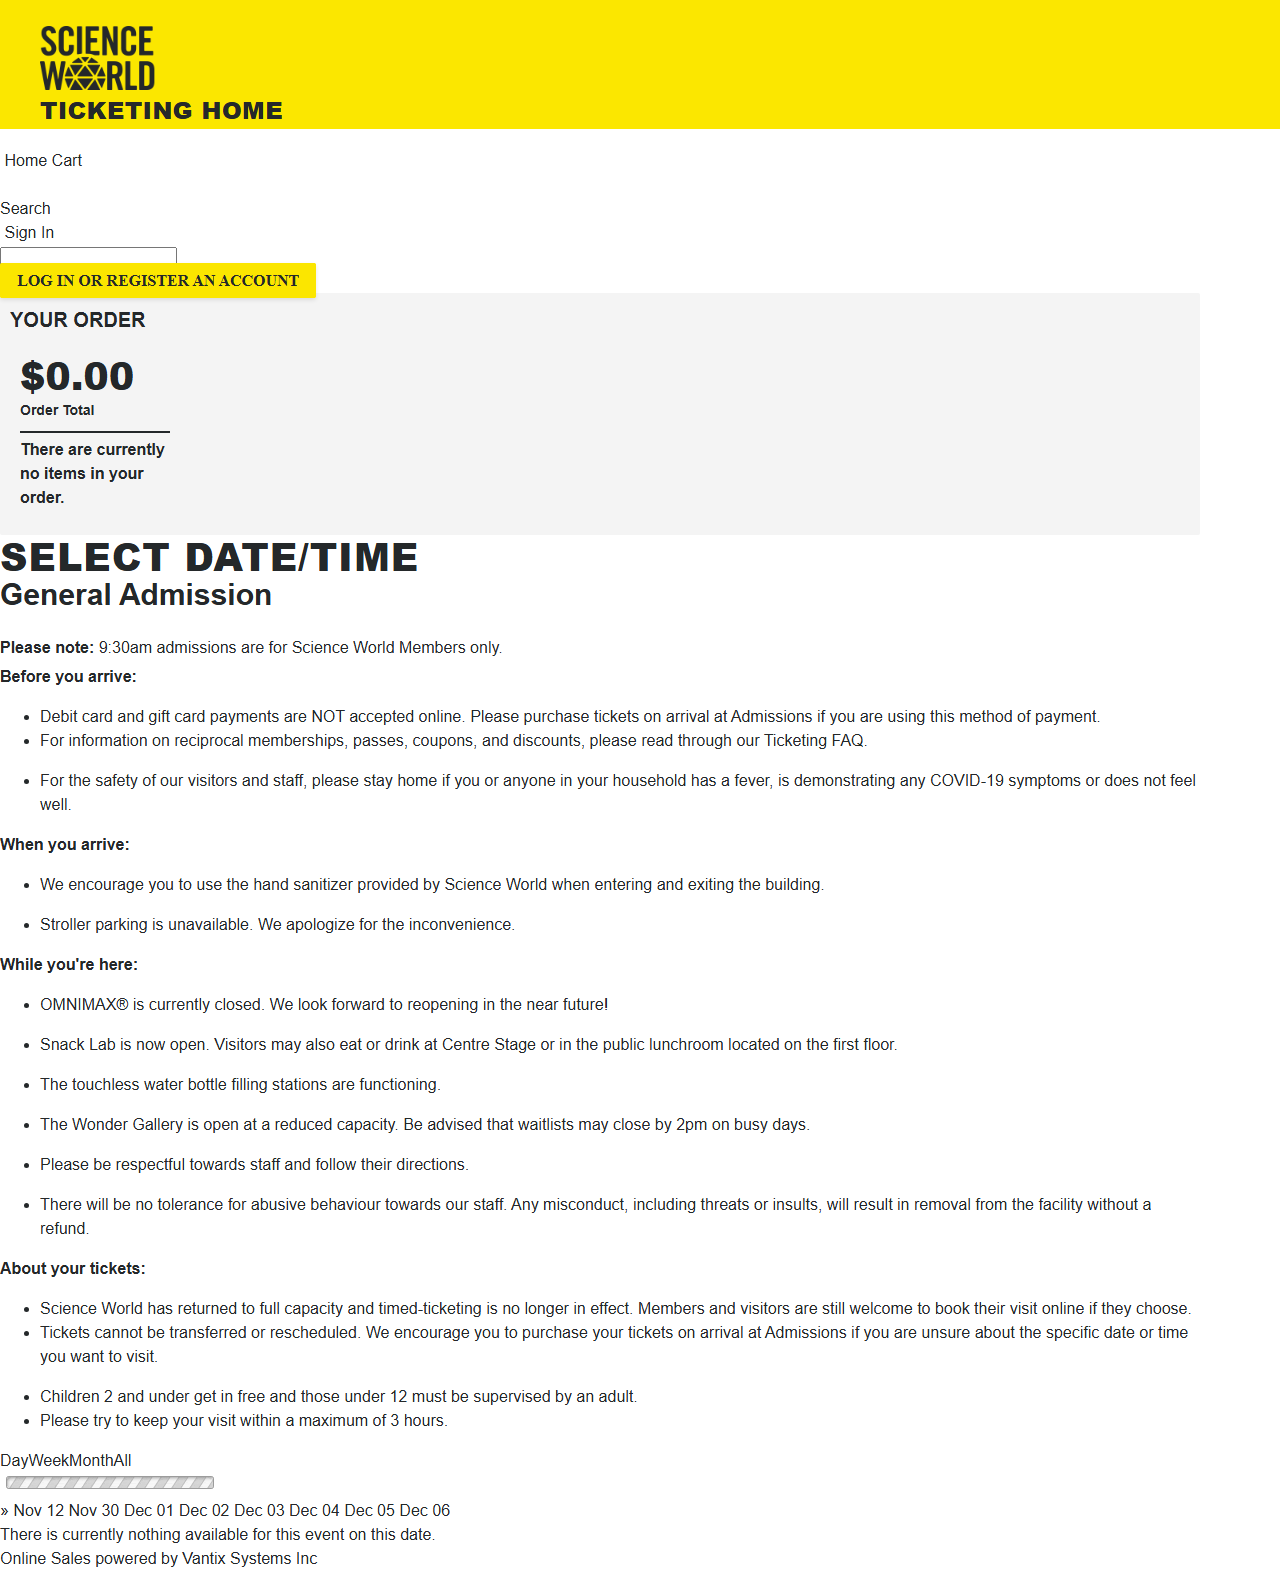 SCIENCE
WORLD
TICKETING HOME
Home Cart
Search
Sign In
LOG IN OR REGISTER AN ACCOUNT
YOUR ORDER
$0.00
Order Total
There are currently
no items in your
order.
SELECT DATE/TIME
General Admission
Please note: 9:30am admissions are for Science World Members only.
Before you arrive:
• Debit card and gift card payments are NOT accepted online. Please purchase tickets on arrival at Admissions if you are using this method of payment.
• For information on reciprocal memberships, passes, coupons, and discounts, please read through our Ticketing FAQ.
• For the safety of our visitors and staff, please stay home if you or anyone in your household has a fever, is demonstrating any COVID-19 symptoms or does not feel
well.
When you arrive:
• We encourage you to use the hand sanitizer provided by Science World when entering and exiting the building.
• Stroller parking is unavailable. We apologize for the inconvenience.
While you're here:
• OMNIMAX® is currently closed. We look forward to reopening in the near future!
• Snack Lab is now open. Visitors may also eat or drink at Centre Stage or in the public lunchroom located on the first floor.
• The touchless water bottle filling stations are functioning.
• The Wonder Gallery is open at a reduced capacity. Be advised that waitlists may close by 2pm on busy days.
• Please be respectful towards staff and follow their directions.
• There will be no tolerance for abusive behaviour towards our staff. Any misconduct, including threats or insults, will result in removal from the facility without a
refund.
About your tickets:
• Science World has returned to full capacity and timed-ticketing is no longer in effect. Members and visitors are still welcome to book their visit online if they choose.
• Tickets cannot be transferred or rescheduled. We encourage you to purchase your tickets on arrival at Admissions if you are unsure about the specific date or time
you want to visit.
• Children 2 and under get in free and those under 12 must be supervised by an adult.
• Please try to keep your visit within a maximum of 3 hours.
DayWeekMonthAll
» Nov 12 Nov 30 Dec 01 Dec 02 Dec 03 Dec 04 Dec 05 Dec 06
There is currently nothing available for this event on this date.
Online Sales powered by Vantix Systems Inc